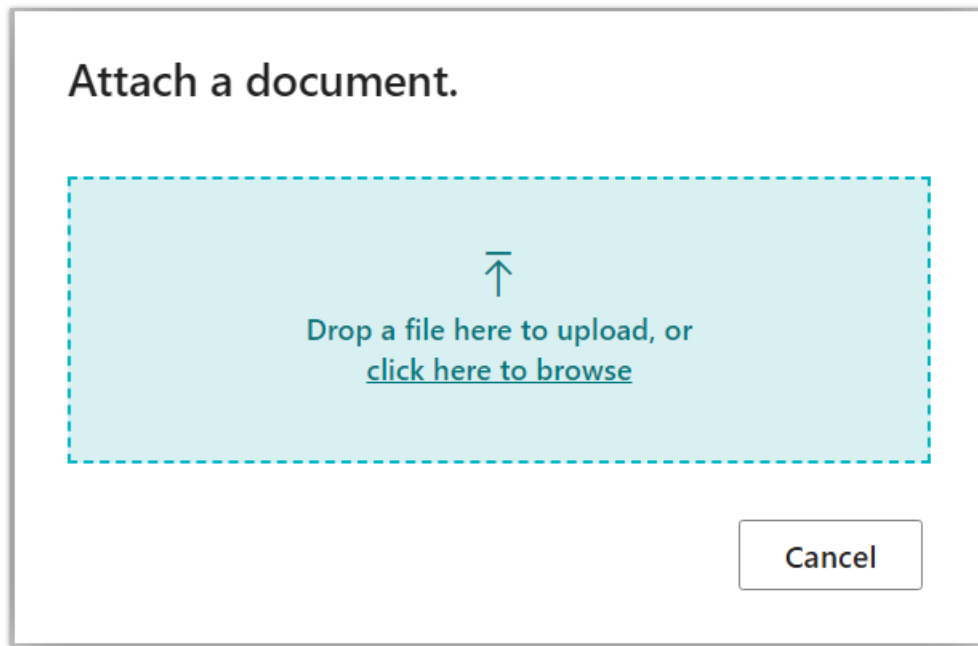 Attach a document.
Drop a file here to upload, or
click here to browse
Cancel